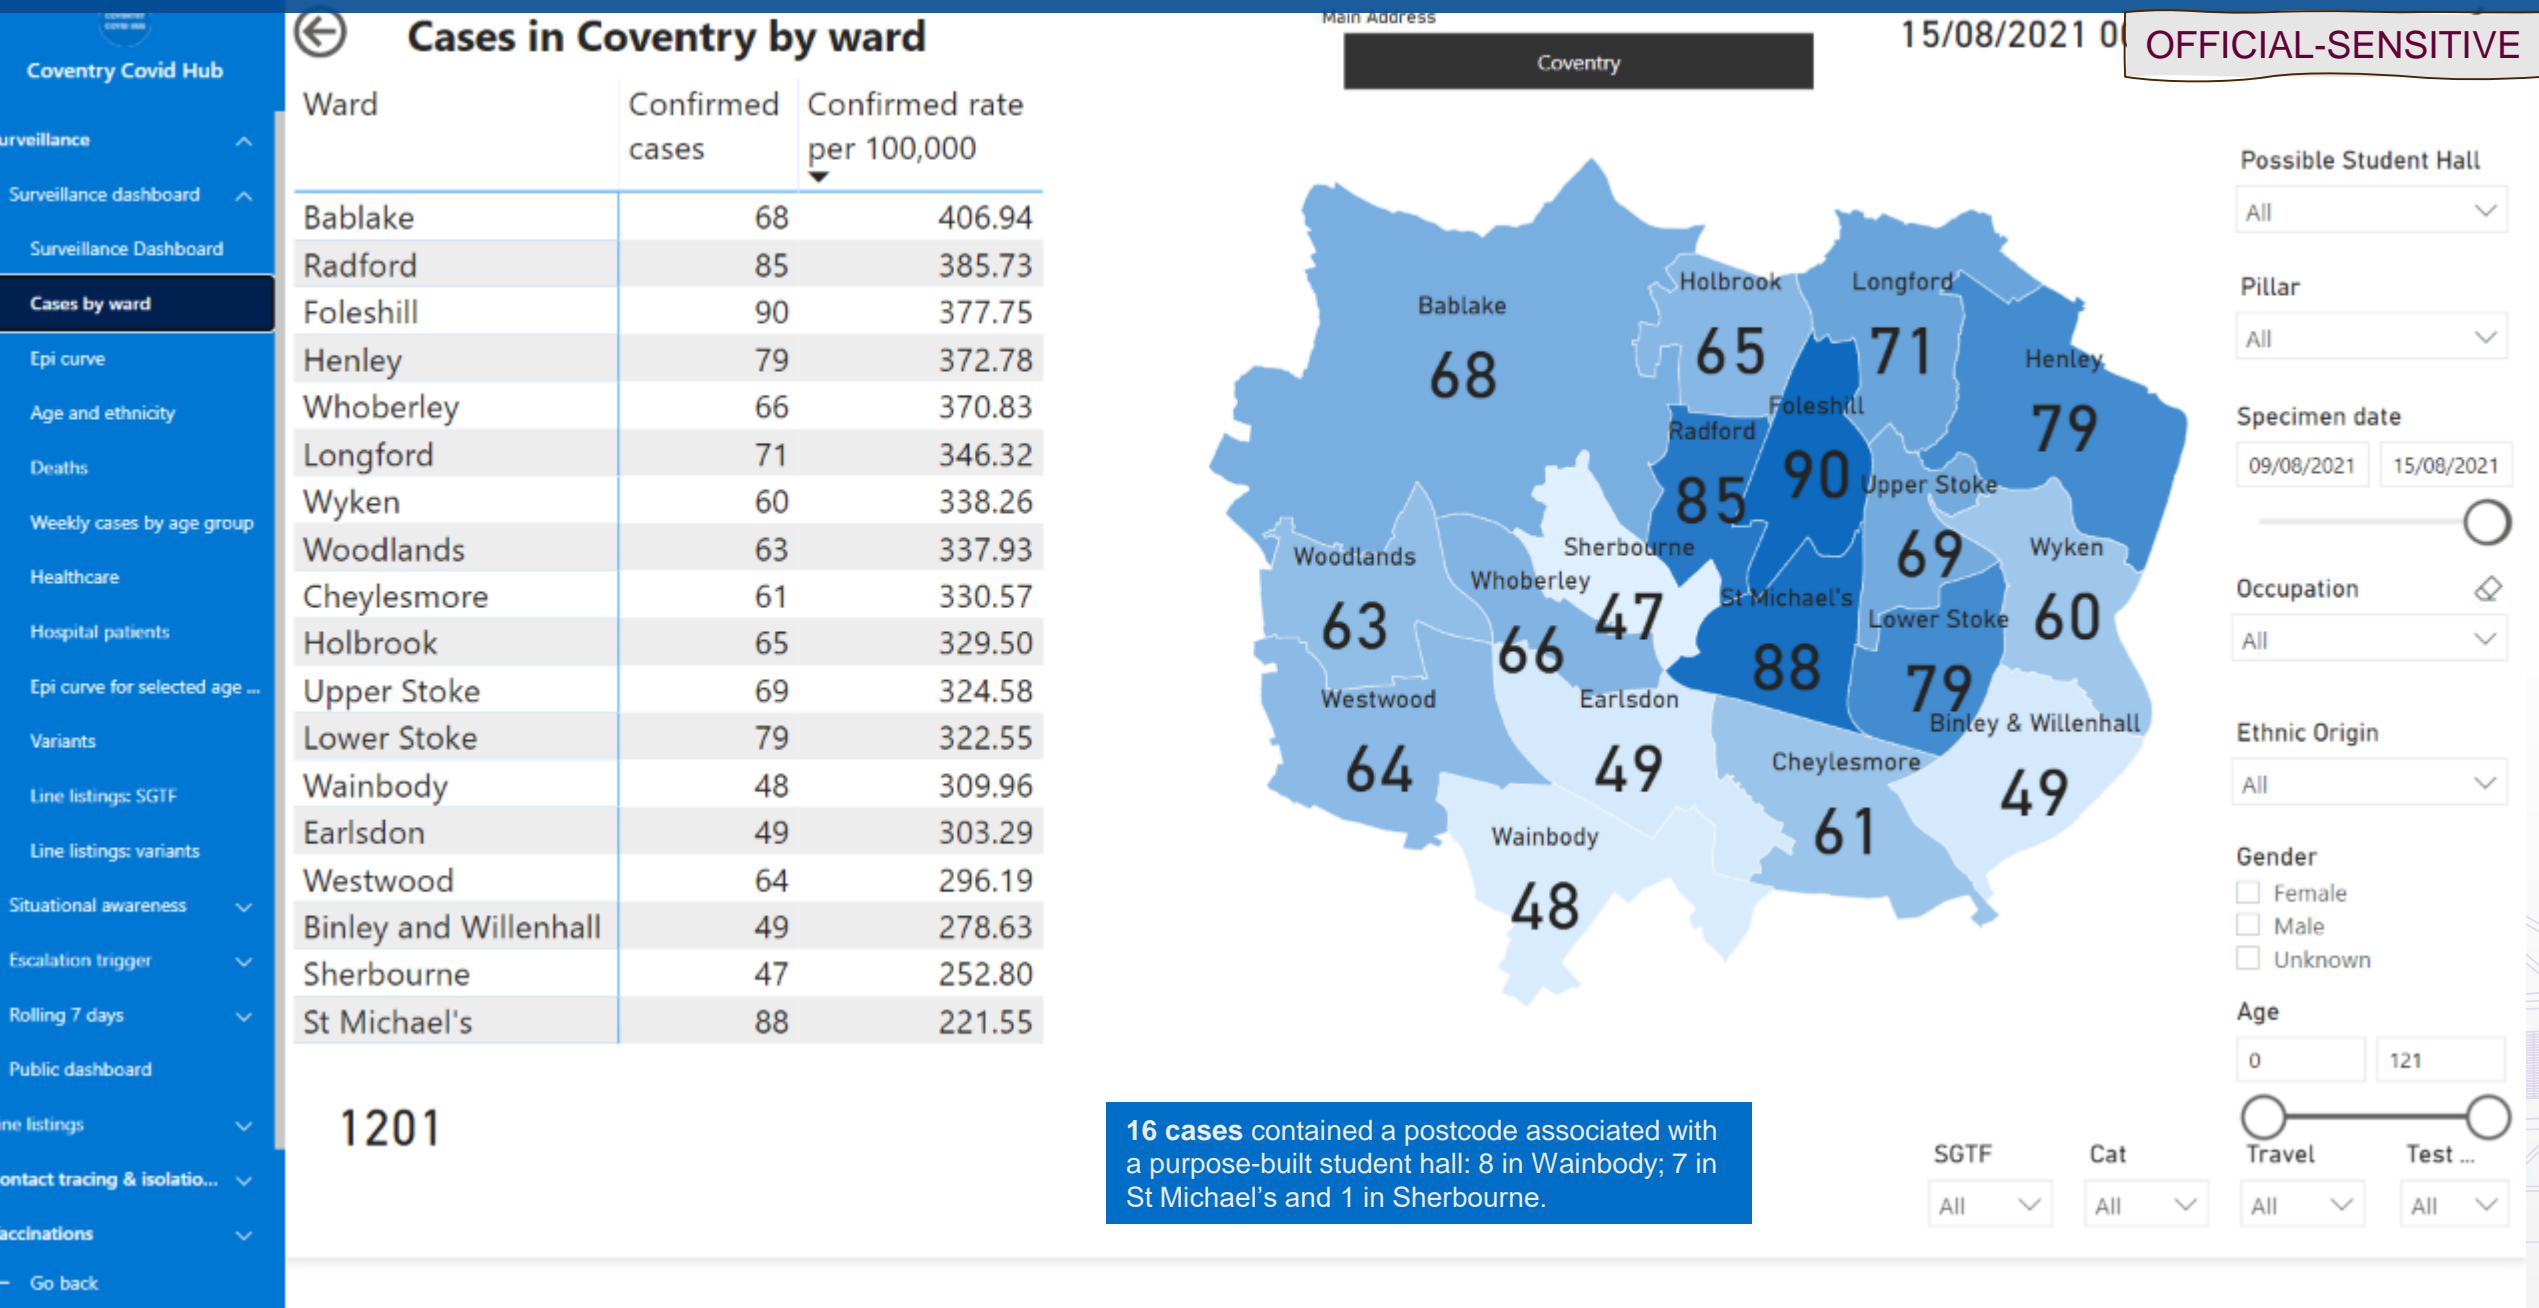 COVENTRY
COVID HUB
Coventry Covid Hub
urveillance
Surveillance dashboard
Surveillance Dashboard
Cases by ward
Epi curve
Age and ethnicity
Deaths
Weekly cases by age group
Healthcare
Hospital patients
Epi curve for selected age ...
Variants
Line listings: SGTF
Line listings: variants
Situational awareness
Escalation trigger
Rolling 7 days
Public dashboard
ine listings
ontact tracing & isolatio...
accinations
Go back
Cases in Coventry by ward
Main Address
Coventry
15/08/2021 0
OFFICIAL-SENSITIVE
Ward Confirmed cases Confirmed rate per 100,000
Bablake 68 406.94
Radford 85 385.73
Foleshill 90 377.75
Henley 79 372.78
Whoberley 66 370.83
Longford 71 346.32
Wyken 60 338.26
Woodlands 63 337.93
Cheylesmore 61 330.57
Holbrook 65 329.50
Upper Stoke 69 324.58
Lower Stoke 79 322.55
Wainbody 48 309.96
Earlsdon 49 303.29
Westwood 64 296.19
Binley and Willenhall 49 278.63
Sherbourne 47 252.80
St Michael's 88 221.55
1201
Bablake
68
Holbrook
65
Longford
71
Henley
79
Foleshill
90
Radford
85
Upper Stoke
69
Wyken
60
Sherbourne
47
Woodlands
63
Whoberley
66
St Michael's
88
Lower Stoke
79
Westwood
64
Earlsdon
49
Binley & Willenhall
49
Cheylesmore
61
Wainbody
48
16 cases contained a postcode associated with
a purpose-built student hall: 8 in Wainbody; 7 in
St Michael’s and 1 in Sherbourne.
Possible Student Hall
All
Pillar
All
Specimen date
09/08/2021 15/08/2021
Occupation
All
Ethnic Origin
All
Gender
Female
Male
Unknown
Age
0 121
SGTF Cat Travel Test ...
All All All All